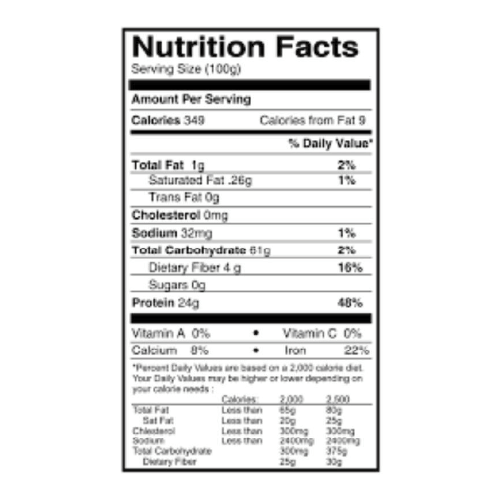 Nutrition Facts
Serving Size (100g)
Amount Per Serving
Calories 349 Calories from Fat 9
% Daily Value*
Total Fat 1g 2%
Saturated Fat .26g 1%
Trans Fat 0g
Cholesterol 0mg
Sodium 32mg 1%
Total Carbohydrate 61g 2%
Dietary Fiber 4 g 16%
Sugars 0g
Protein 24g 48%
Vitamin A 0% • Vitamin C 0%
Calcium 8% • Iron 22%
*Percent Daily Values are based on a 2,000 calorie diet.
Your Daily Values may be higher or lower depending on
your calorie needs :
Calories: 2,000 2,500
Total Fat Less than 65g 80g
Sat Fat Less than 20g 25g
Chlesterol Less than 300mg 300mg
Sodium Less than 2400mg 2400mg
Total Carbohydrate 300mg 375g
Dietary Fiber 25g 30g